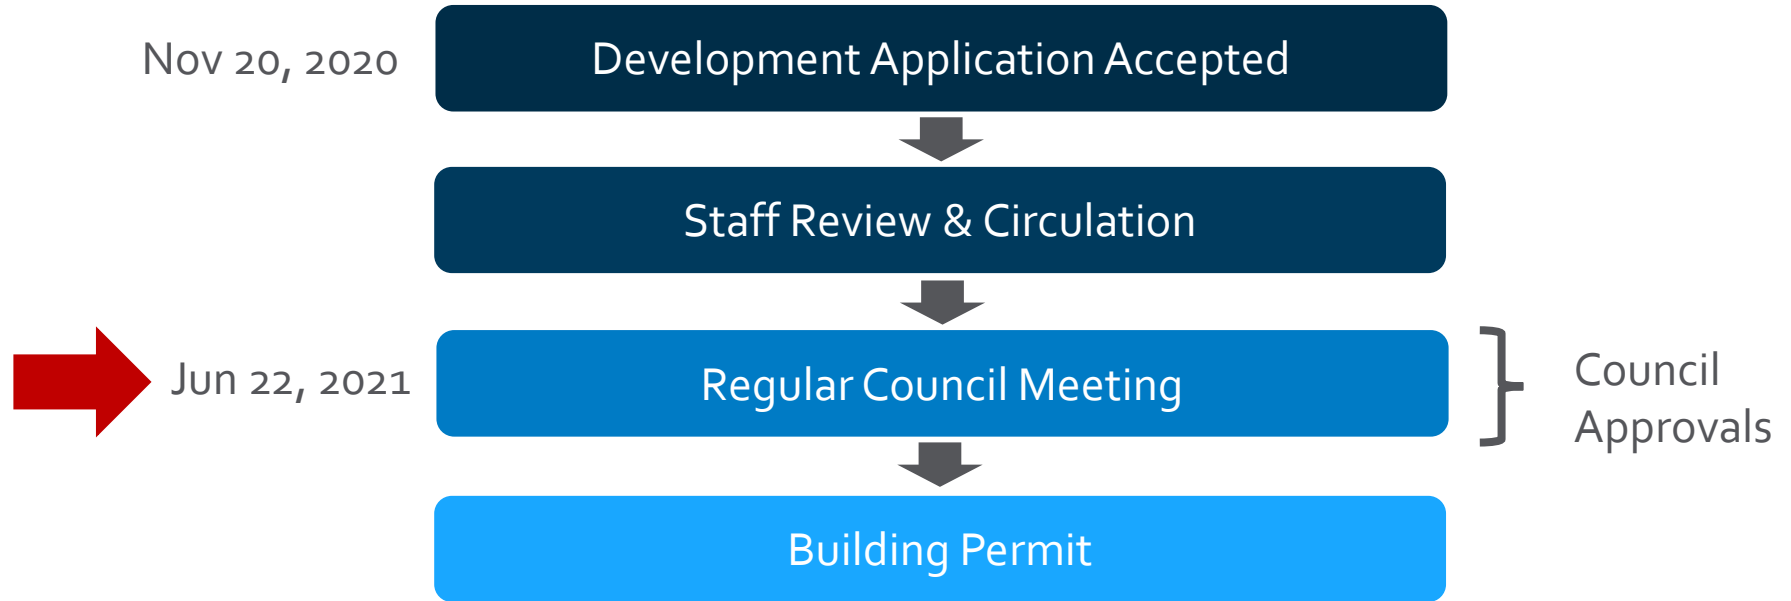 Nov 20, 2020
Development Application Accepted
Staff Review & Circulation
Jun 22, 2021
Regular Council Meeting
Council
Approvals
Building Permit